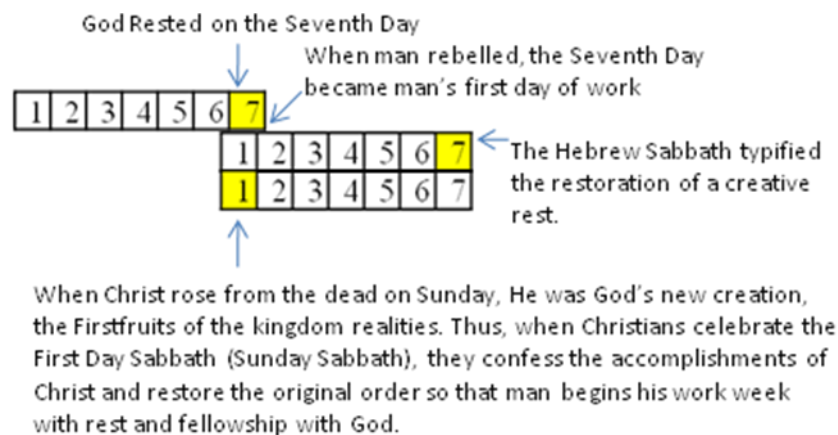 God Rested on the Seventh Day
When man rebelled, the Seventh Day
became man's first day of work
1 2 3 4 5 6 7
1 2 3 4 5 6 7
The Hebrew Sabbath typified
the restoration of a creative
rest.
1 2 3 4 5 6 7
When Christ rose from the dead on Sunday, He was God's new creation,
the Firstfruits of the kingdom realities. Thus, when Christians celebrate the
First Day Sabbath (Sunday Sabbath), they confess the accomplishments of
Christ and restore the original order so that man begins his work week
with rest and fellowship with God.